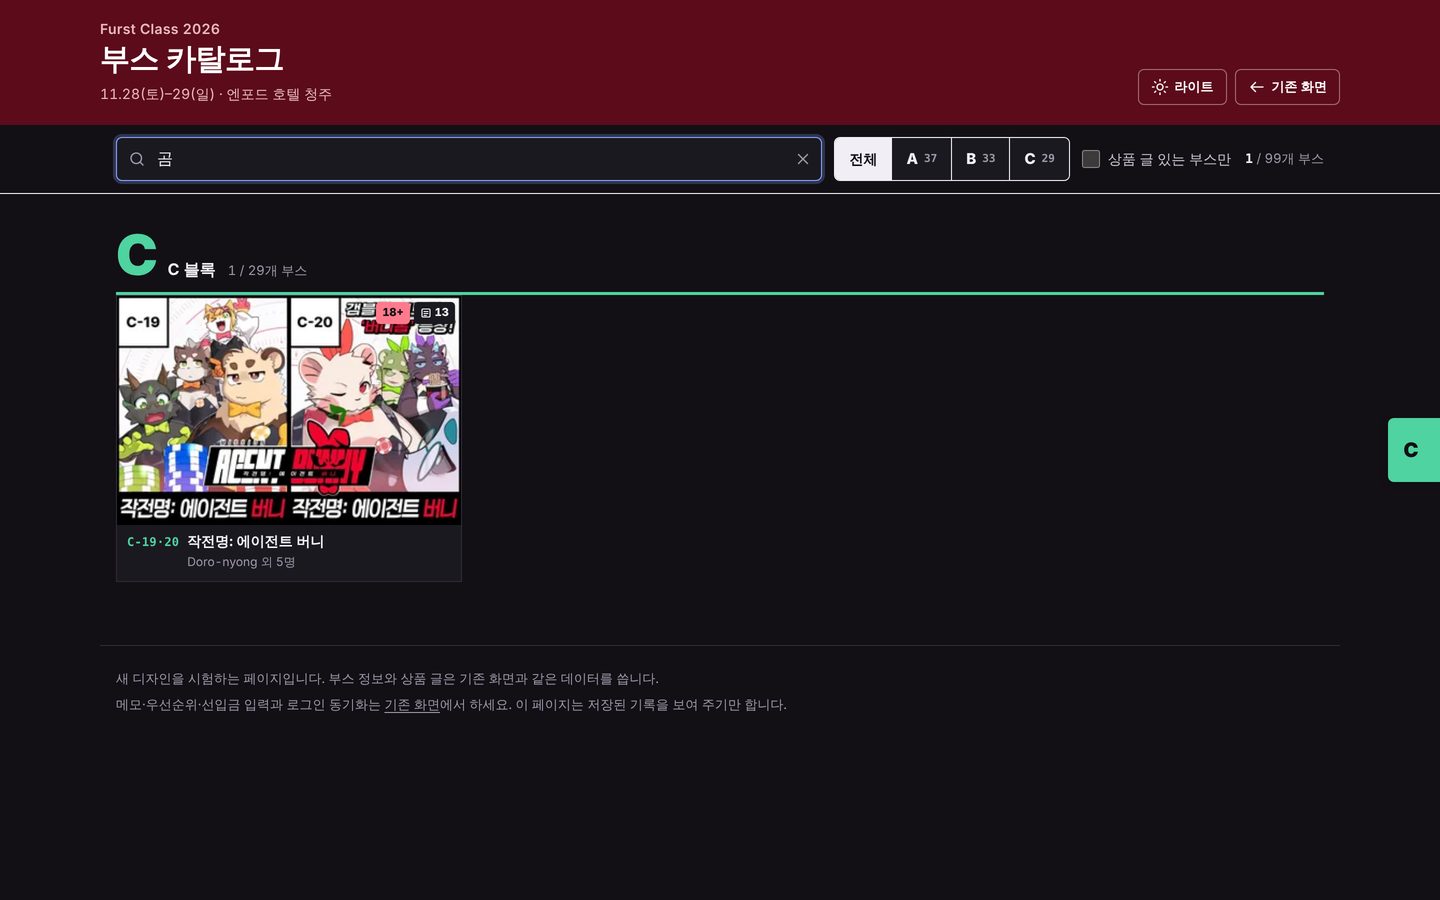 Furst Class 2026
부스 카탈로그
11.28(토)–29(일) · 엔포드 호텔 청주
라이트
기존 화면
곰
전체
A 37
B 33
C 29
상품 글 있는 부스만
1 / 99개 부스
C
C 블록
1 / 29개 부스
C-19
C-20
18+
13
AGENT
작전명: 에이전트 버니
작전명: 에이전트 버니
C-19·20
작전명: 에이전트 버니
Doro-nyong 외 5명
C
새 디자인을 시험하는 페이지입니다. 부스 정보와 상품 글은 기존 화면과 같은 데이터를 씁니다.
메모·우선순위·선입금 입력과 로그인 동기화는 기존 화면에서 하세요. 이 페이지는 저장된 기록을 보여 주기만 합니다.